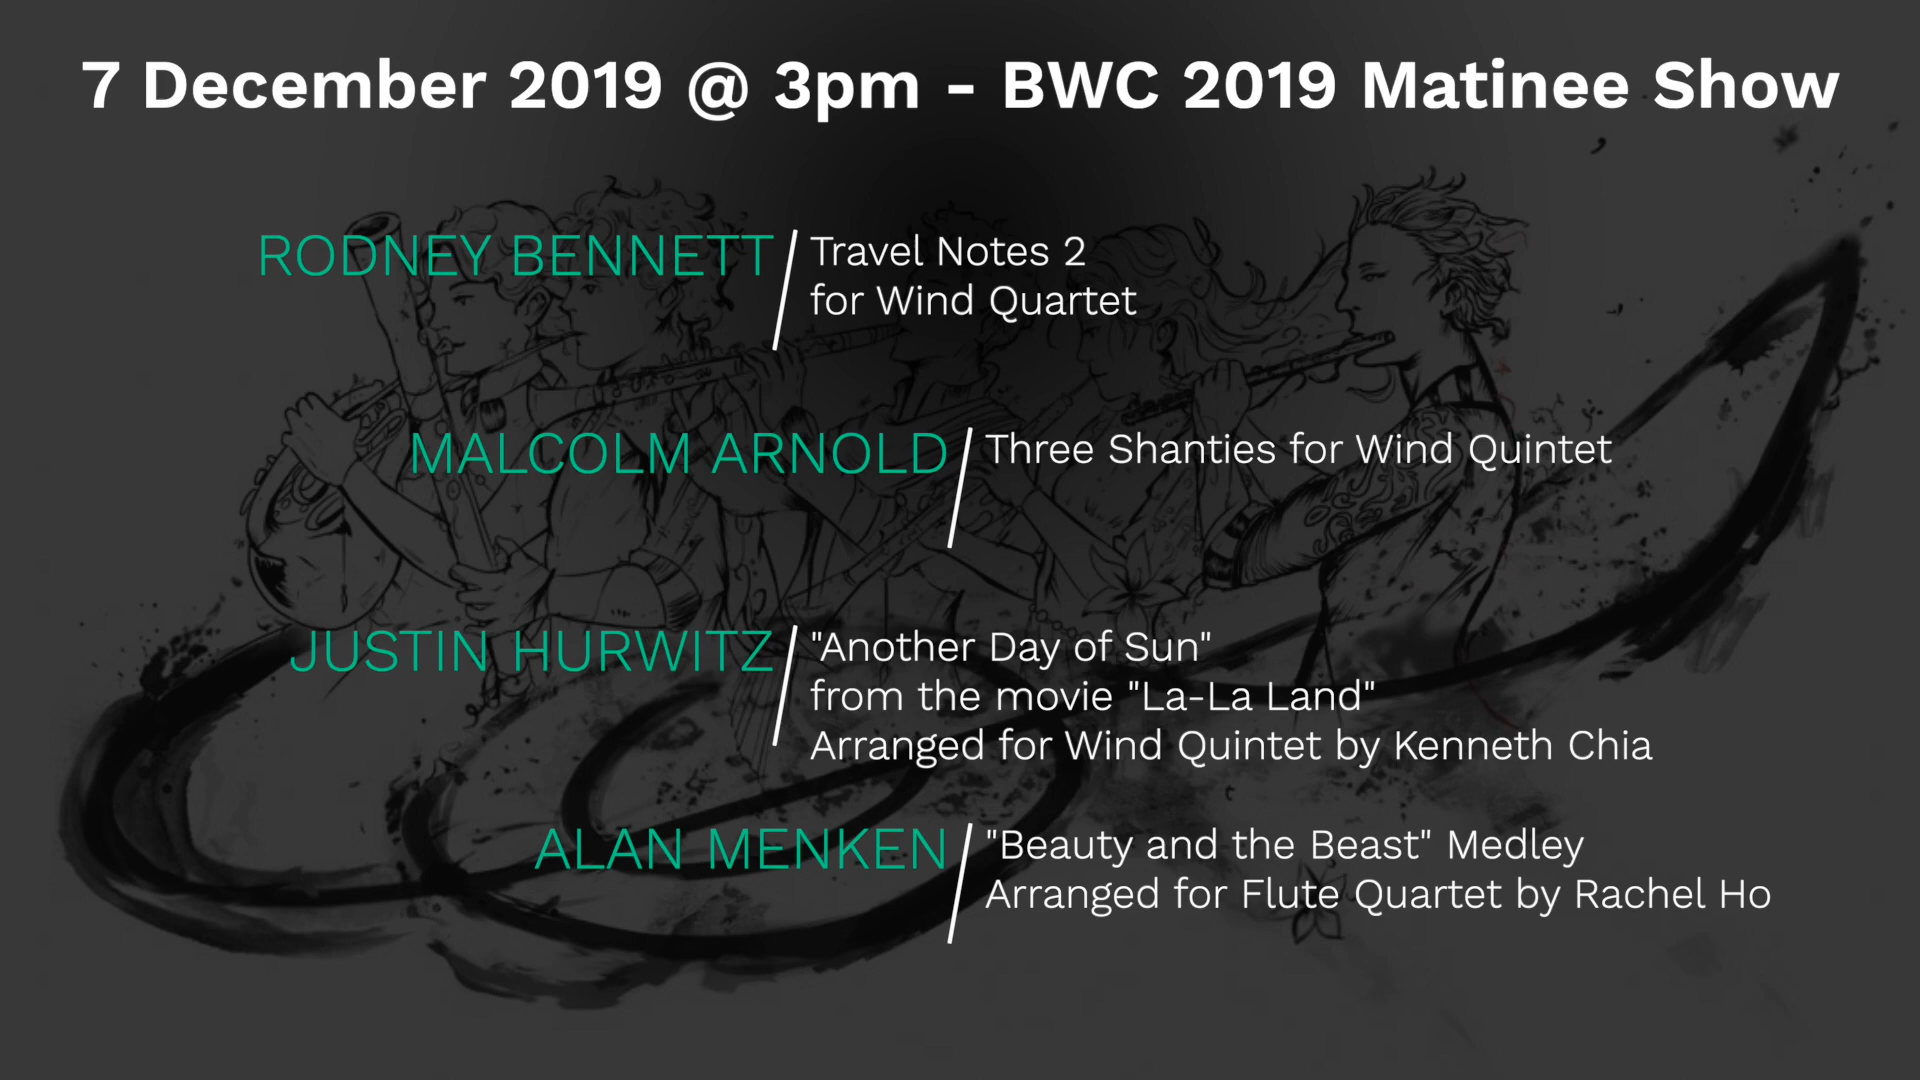 7 December 2019 @ 3pm - BWC 2019 Matinee Show
RODNEY BENNETT
Travel Notes 2
for Wind Quartet
MALCOLM ARNOLD
Three Shanties for Wind Quintet
JUSTIN HURWITZ
"Another Day of Sun"
from the movie "La-La Land"
Arranged for Wind Quintet by Kenneth Chia
ALAN MENKEN
"Beauty and the Beast" Medley
Arranged for Flute Quartet by Rachel Ho